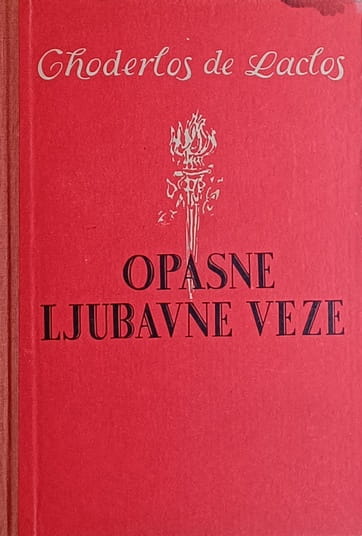 Choderlos de Laclos
OPASNE
LJUBAVNE VEZE